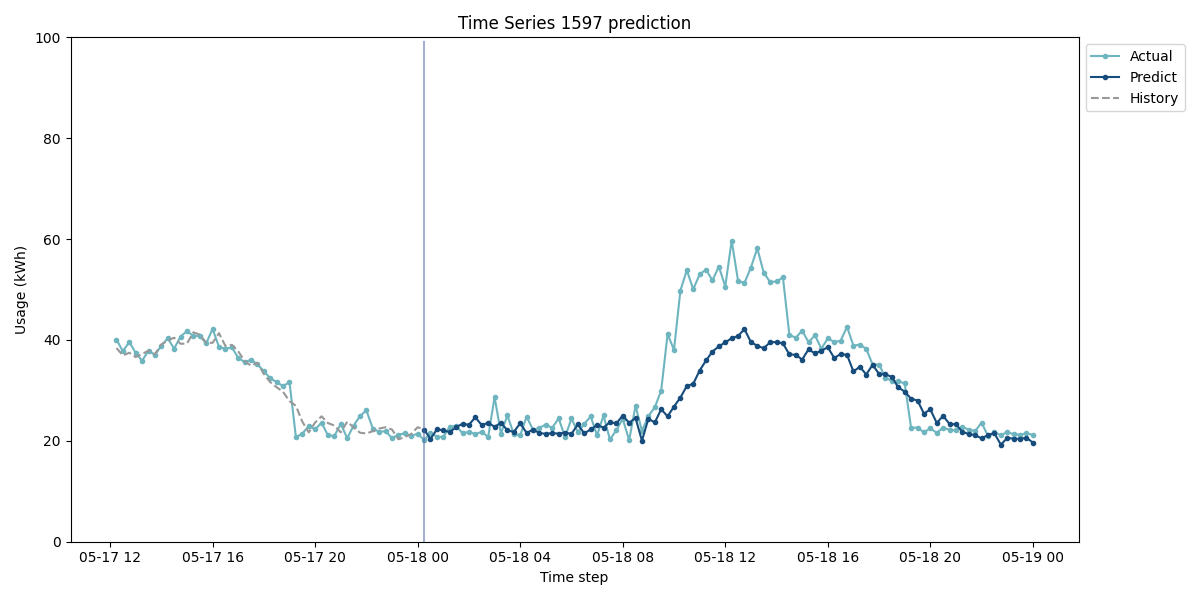 Time Series 1597 prediction
Usage (kWh)
100
80
60
40
20
0
05-17 12
05-17 16
05-17 20
05-18 00
05-18 04
05-18 08
05-18 12
05-18 16
05-18 20
05-19 00
Time step
Actual
Predict
History